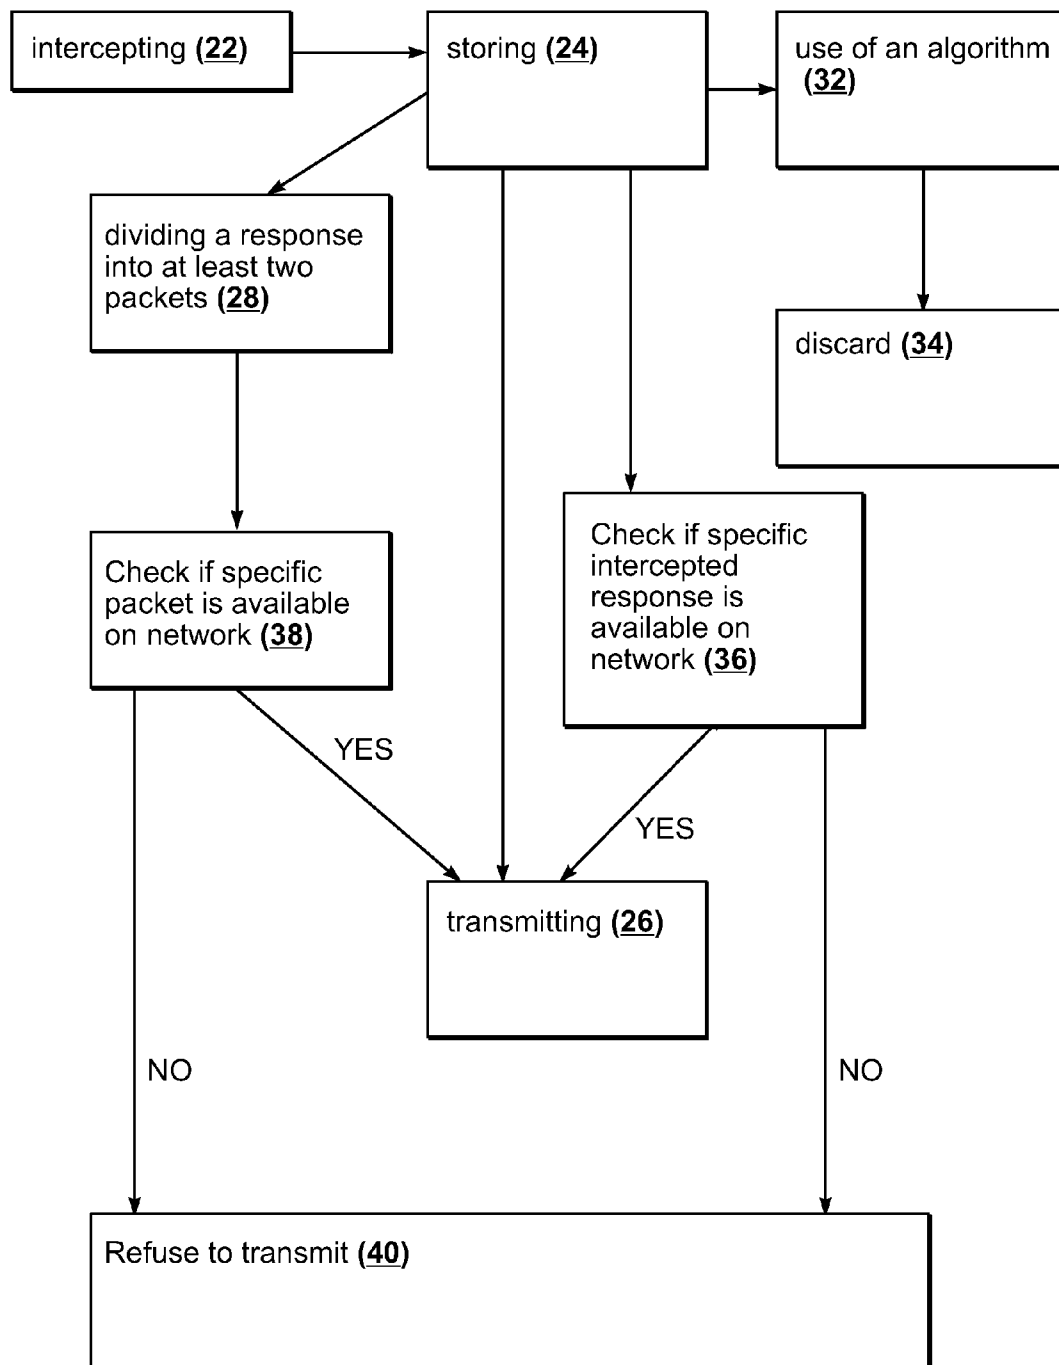 intercepting (22)
storing (24)
use of an algorithm
(32)
dividing a response
into at least two
packets (28)
discard (34)
Check if specific
packet is available
on network (38)
Check if specific
intercepted
response is
available on
network (36)
YES
YES
transmitting (26)
NO
NO
Refuse to transmit (40)